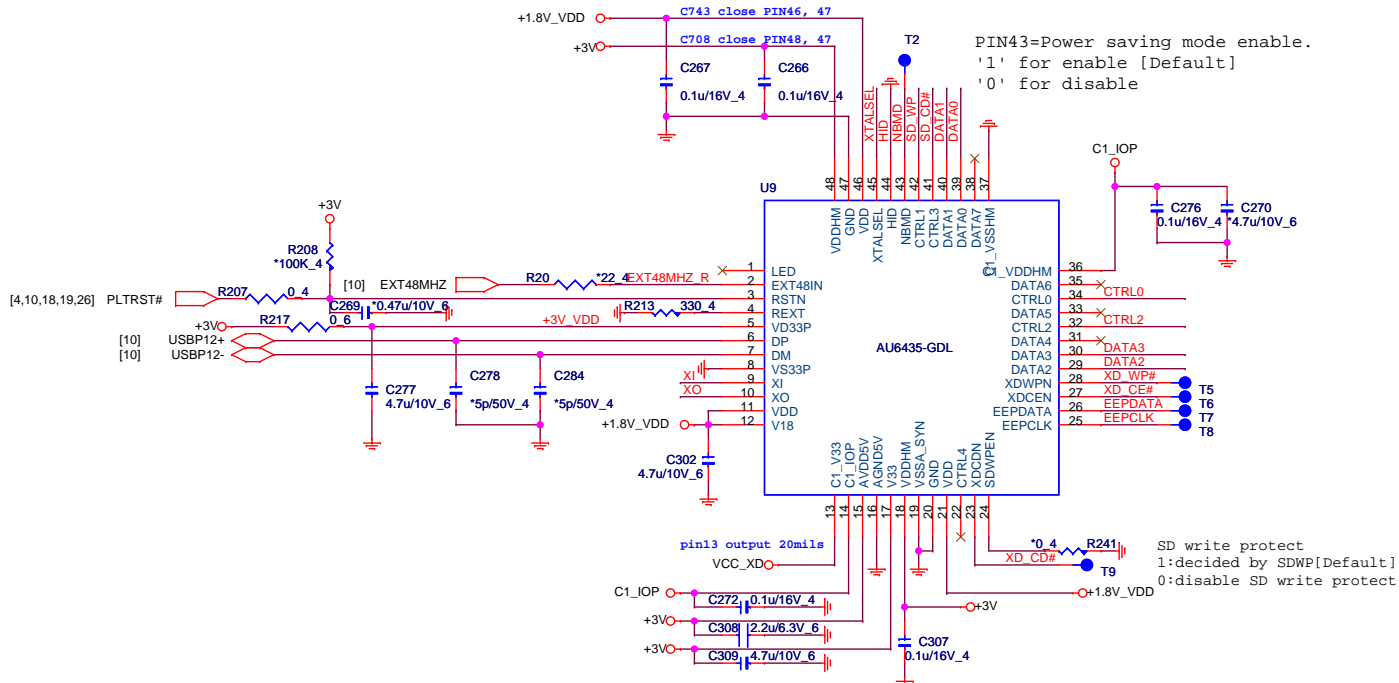 C743 close PIN46, 47
+1.8V_VDD
C708 close PIN48, 47
+3V
T2
PIN43=Power saving mode enable.
'1' for enable [Default]
'0' for disable
C267
0.1u/16V_4
C266
0.1u/16V_4
XTALSEL
HID
NBMD
SD_WP
SD_CD#
DATA1
DATA0
C1_IOP
U9
48
47
46
45
44
43
42
41
40
39
38
37
VDDHM
GND
VDD
XTALSEL
HID
NBMD
CTRL1
CTRL3
DATA1
DATA0
DATA7
C1_VSSHM
C276
0.1u/16V_4
C270
*4.7u/10V_6
+3V
R208
*100K_4
[4,10,18,19,26] PLTRST#
R207
0_4
[10] EXT48MHZ
R20
*22_4
EXT48MHZ_R
C269
*0.47u/10V_6
R213
330_4
+3V
R217
0_6
+3V_VDD
[10] USBP12+
[10] USBP12-
C277
4.7u/10V_6
C278
*5p/50V_4
C284
*5p/50V_4
XI
XO
+1.8V_VDD
C302
4.7u/10V_6
1 LED
2 EXT48IN
3 RSTN
4 REXT
5 VD33P
6 DP
7 DM
8 VS33P
9 XI
10 XO
11 VDD
12 V18
AU6435-GDL
C1_VDDHM 36
DATA6 35
CTRL0 34 CTRL0
DATA5 33
CTRL2 32 CTRL2
DATA4 31
DATA3 30 DATA3
DATA2 29 DATA2
XDWPN 28 XD_WP#
XDCEN 27 XD_CE#
EEPDATA 26 EEPDATA
EEPCLK 25 EEPCLK
T5
T6
T7
T8
C1_V33
C1_IOP
AVDD5V
AGND5V
V33
VDDHM
VSSA_SYN
GND
VDD
CTRL4
XDCDN
SDWPEN
13
14
15
16
17
18
19
20
21
22
23
24
pin13 output 20mils
VCC_XD
*0_4
R241
XD_CD#
T9
SD write protect
1:decided by SDWP[Default]
0:disable SD write protect
C1_IOP
C272
0.1u/16V_4
+1.8V_VDD
+3V
+3V
C308
2.2u/6.3V_6
+3V
C309
4.7u/10V_6
C307
0.1u/16V_4